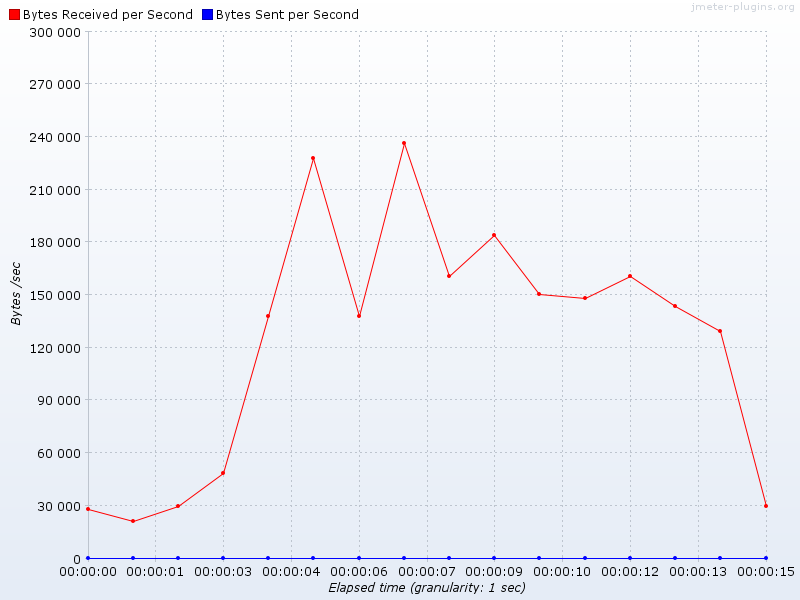 jmeter-plugins.org
Bytes Received per Second Bytes Sent per Second
300 000
270 000
240 000
210 000
180 000
150 000
120 000
90 000
60 000
30 000
0
Bytes /sec
00:00:00 00:00:01 00:00:03 00:00:04 00:00:06 00:00:07 00:00:09 00:00:10 00:00:12 00:00:13 00:00:15
Elapsed time (granularity: 1 sec)